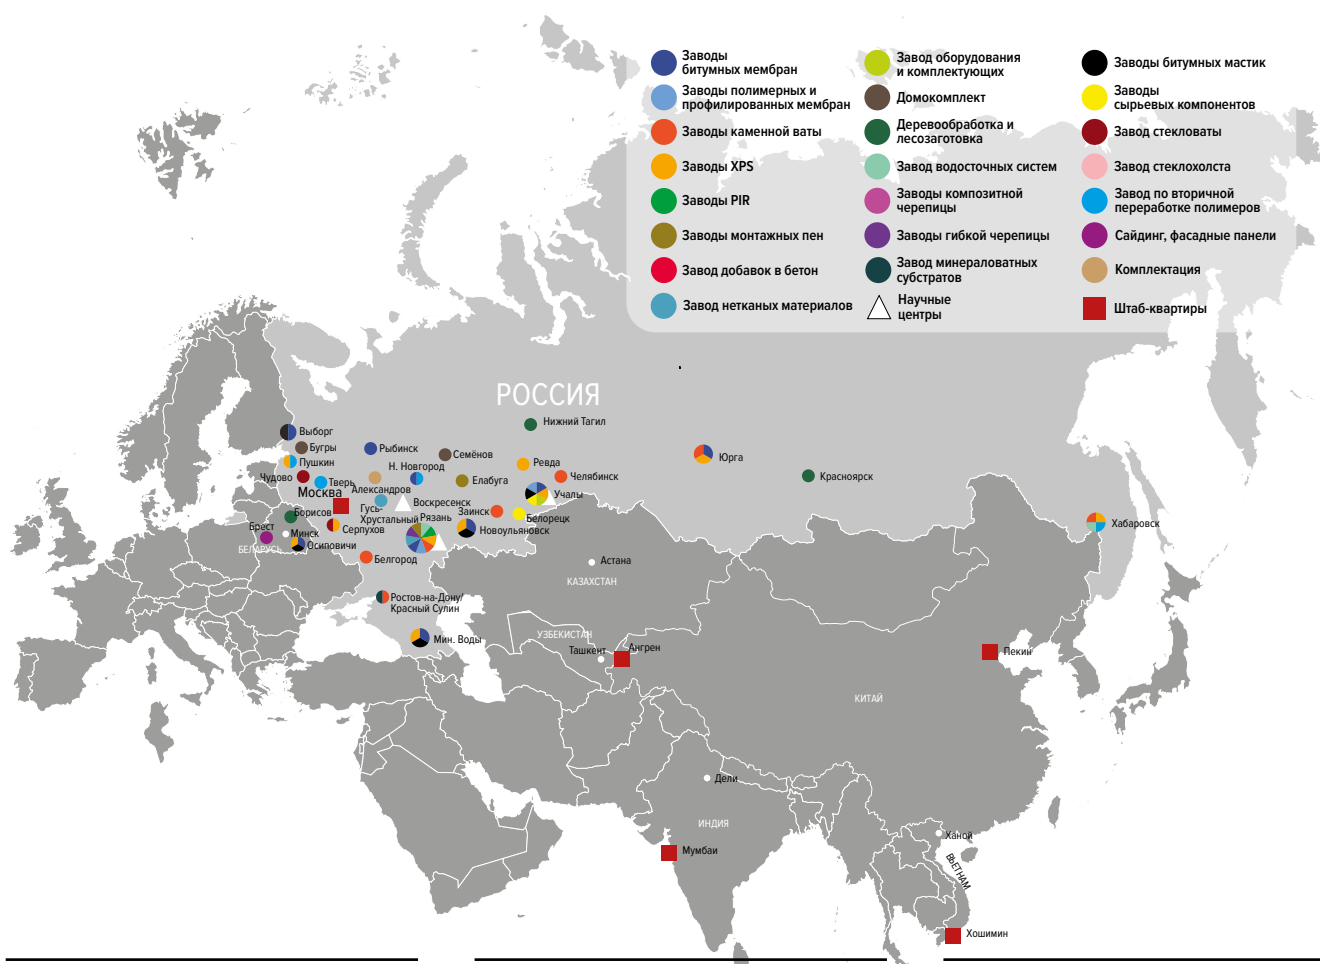 Заводы
битумных мембран
Заводы полимерных и
профилированных мембран
Заводы каменной ваты
Заводы XPS
Заводы PIR
Заводы монтажных пен
Завод добавок в бетон
Завод нетканых материалов
Завод оборудования
и комплектующих
Домокомплект
Деревообработка и
лесозаготовка
Завод водосточных систем
Заводы композитной
черепицы
Заводы гибкой черепицы
Завод минераловатных
субстратов
Научные
центры
Заводы битумных мастик
Заводы
сырьевых компонентов
Завод стекловаты
Завод стеклохолста
Завод по вторичной
переработке полимеров
Сайдинг, фасадные панели
Комплектация
Штаб-квартиры
РОССИЯ
Нижний Тагил
Выборг
Бугры
Рыбинск
Семёнов
Юрга
Пушкин
Н. Новгород
Ревда
Челябинск
Красноярск
Чудово
Тверь
Александров
Елабуга
Москва
Воскресенск
Учалы
Гусь-
Хрустальный
Рязань
Заинск
Белорецк
Хабаровск
Борисов
Брест
Минск
Серпухов
Новоульяновск
БЕЛАРУСЬ
Осиповичи
Белгород
Астана
КАЗАХСТАН
Ростов-на-Дону/
Красный Сулин
Мин. Воды
УЗБЕКИСТАН
Ташкент
Ангрен
Пекин
КИТАЙ
Дели
ИНДИЯ
Мумбаи
Ханой
ВЬЕТНАМ
Хошимин